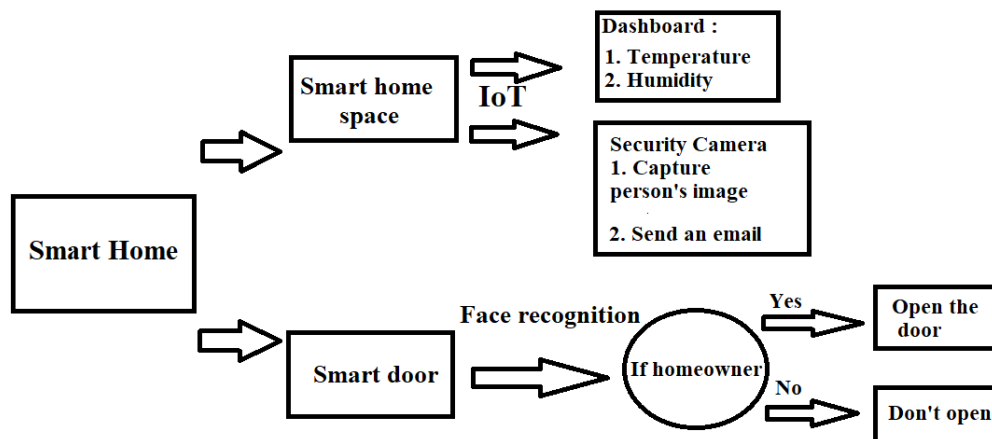 Dashboard :
1. Temperature
2. Humidity
Smart home
space
IoT
Security Camera
1. Capture
person's image
2. Send an email
Smart Home
Face recognition
Smart door
If homeowner
Yes
Open the
door
No
Don't open